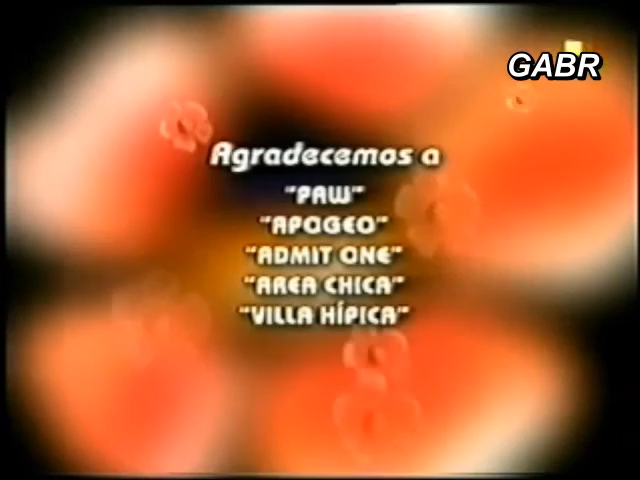 GABR
Agradecemos a
"PAW"
"APOGEO"
"ADMIT ONE"
"AREA CHICA"
"VILLA HÍPICA"